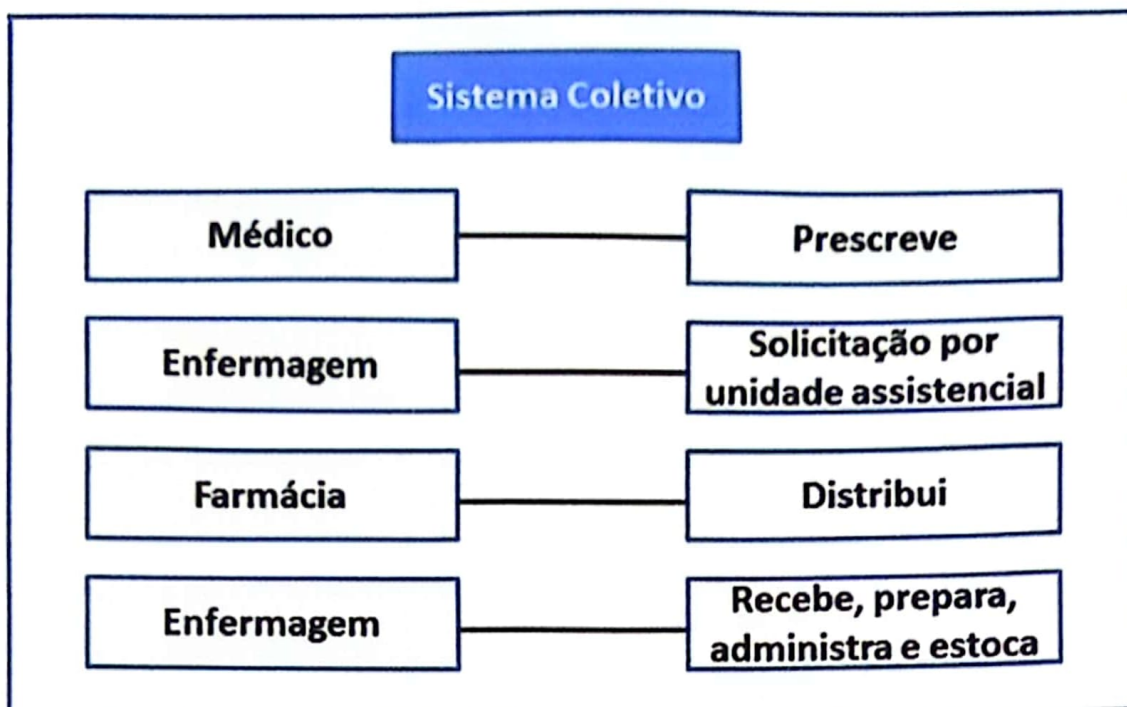 Sistema Coletivo
Médico
Prescreve
Enfermagem
Solicitação por
unidade assistencial
Farmácia
Distribui
Enfermagem
Recebe, prepara,
administra e estoca